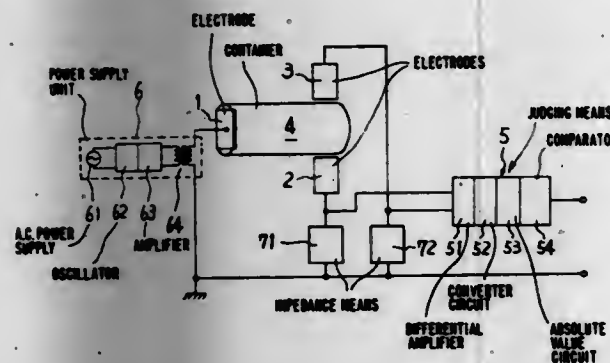 ELECTRODE
CONTAINER
POWER SUPPLY
UNIT
6
1
3
ELECTRODES
4
5
JUDGING MEANS
COMPARATOR
2
61
62
63
64
A.C. POWER
SUPPLY
AMPLIFIER
OSCILLATOR
71
72
51
52
53
54
IMPEDANCE MEANS
CONVERTER
CIRCUIT
DIFFERENTIAL
AMPLIFIER
ABSOLUTE
VALUE
CIRCUIT